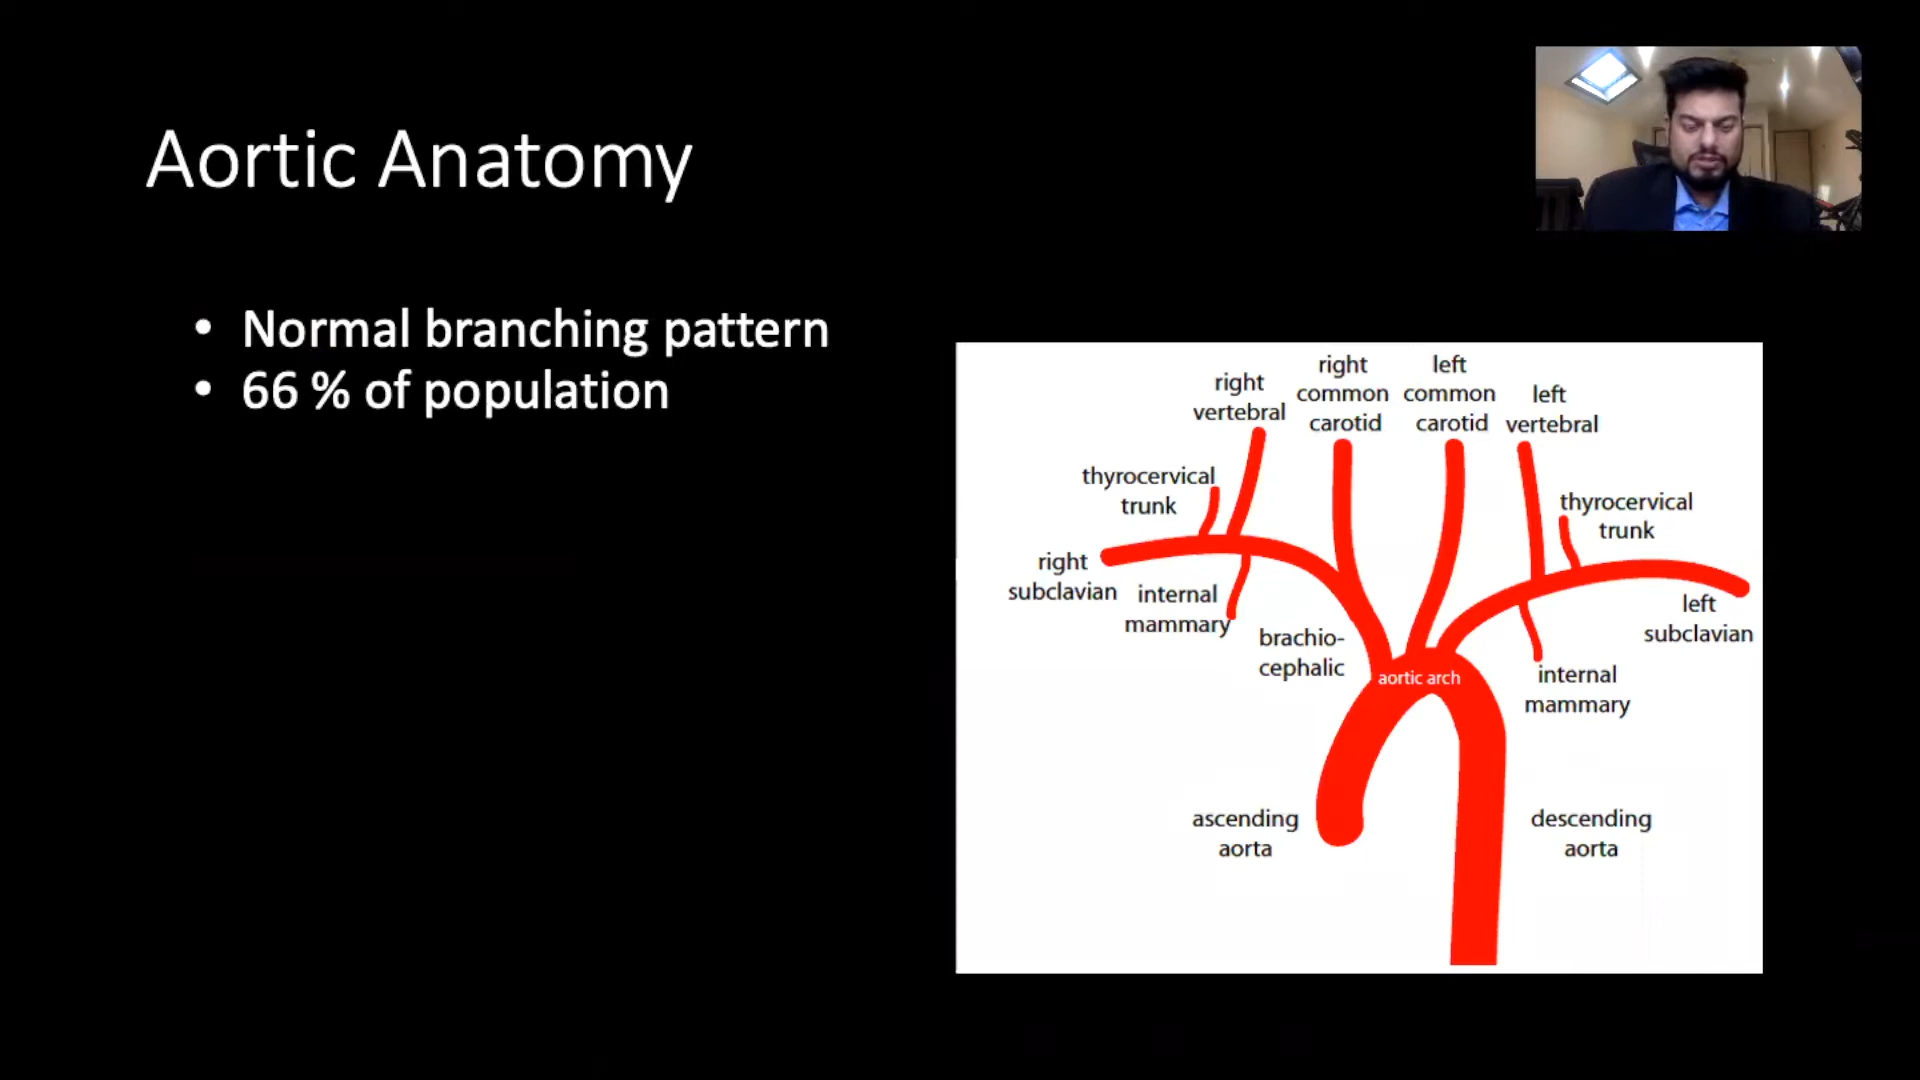 Aortic Anatomy
• Normal branching pattern
• 66 % of population
right
vertebral
right
common
carotid
left
common
carotid
left
vertebral
thyrocervical
trunk
thyrocervical
trunk
right
subclavian
internal
mammary
brachio-
cephalic
left
subclavian
aortic arch
internal
mammary
ascending
aorta
descending
aorta